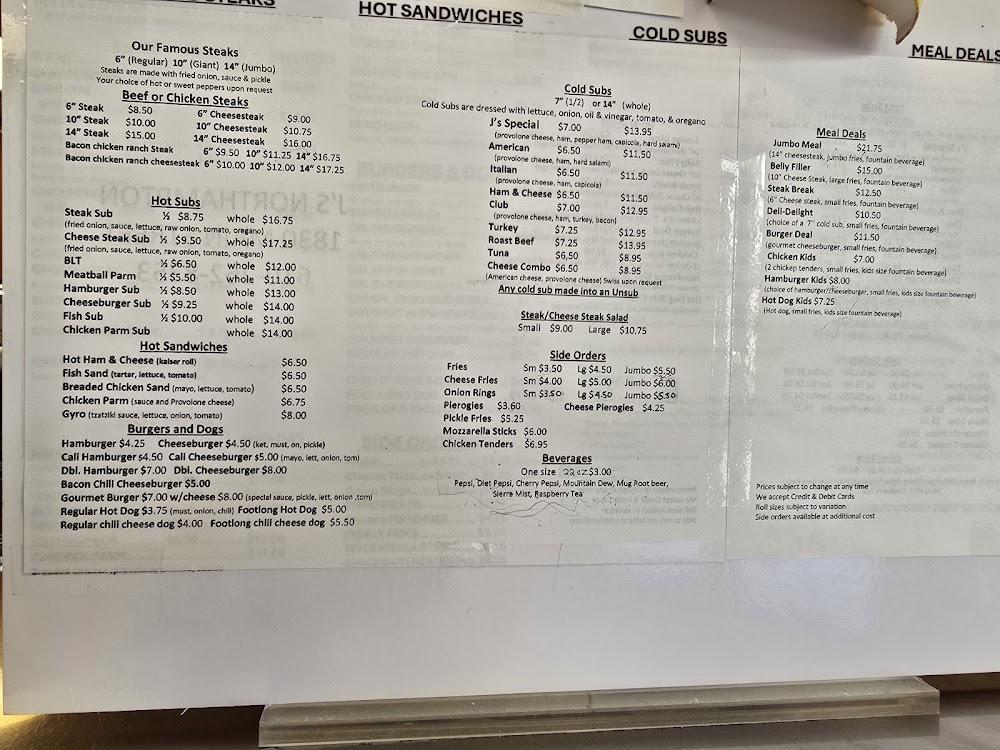 STEAKS
HOT SANDWICHES
COLD SUBS
MEAL DEALS
Our Famous Steaks
6" (Regular) 10" (Giant) 14" (Jumbo)
Steaks are made with fried onion, sauce & pickle
Your choice of hot or sweet peppers upon request
Beef or Chicken Steaks
6" Steak $8.50 6" Cheesesteak $9.00
10" Steak $10.00 10" Cheesesteak $10.75
14" Steak $15.00 14" Cheesesteak $16.00
Bacon chicken ranch Steak 6" $9.50 10" $11.25 14" $16.75
Bacon chicken ranch cheesesteak 6" $10.00 10" $12.00 14" $17.25
Hot Subs
Steak Sub ½ $8.75 whole $16.75
(fried onion, sauce, lettuce, raw onion, tomato, oregano)
Cheese Steak Sub ½ $9.50 whole $17.25
(fried onion, sauce, lettuce, raw onion, tomato, oregano)
BLT ½ $6.50 whole $12.00
Meatball Parm ½ $5.50 whole $11.00
Hamburger Sub ½ $8.50 whole $13.00
Cheeseburger Sub ½ $9.25 whole $14.00
Fish Sub ½ $10.00 whole $14.00
Chicken Parm Sub whole $14.00
Hot Sandwiches
Hot Ham & Cheese (kaiser roll) $6.50
Fish Sand (tartar, lettuce, tomato) $6.50
Breaded Chicken Sand (mayo, lettuce, tomato) $6.50
Chicken Parm (sauce and Provolone cheese) $6.75
Gyro (tzatziki sauce, lettuce, onion, tomato) $8.00
Burgers and Dogs
Hamburger $4.25 Cheeseburger $4.50 (ket, must, on, pickle)
Cali Hamburger $4.50 Cali Cheeseburger $5.00 (mayo, lett, onion, tom)
Dbl. Hamburger $7.00 Dbl. Cheeseburger $8.00
Bacon Chili Cheeseburger $5.00
Gourmet Burger $7.00 w/cheese $8.00 (special sauce, pickle, lett, onion ,tom)
Regular Hot Dog $3.75 (must, onion, chili) Footlong Hot Dog $5.00
Regular chili cheese dog $4.00 Footlong chili cheese dog $5.50
Cold Subs
7" (1/2) or 14" (whole)
Cold Subs are dressed with lettuce, onion, oil & vinegar, tomato, & oregano
J's Special $7.00 $13.95
(provolone cheese, ham, pepper ham, capicola, hard salami)
American $6.50 $11.50
(provolone cheese, ham, hard salami)
Italian $6.50 $11.50
(provolone cheese, ham, capicola)
Ham & Cheese $6.50 $11.50
Club $7.00 $12.95
(provolone cheese, ham, turkey, bacon)
Turkey $7.25 $12.95
Roast Beef $7.25 $13.95
Tuna $6,50 $8.95
Cheese Combo $6.50 $8.95
(American cheese, provolone cheese) Swiss upon request
Any cold sub made into an Unsub
Steak/Cheese Steak Salad
Small $9.00 Large $10.75
Side Orders
Fries Sm $3.50 Lg $4.50 Jumbo $5.50
Cheese Fries Sm $4.00 Lg $5.00 Jumbo $6.00
Onion Rings Sm $3.50 Lg $4.50 Jumbo $5.50
Pierogies $3.60 Cheese Pierogies $4.25
Pickle Fries $5.25
Mozzarella Sticks $6.00
Chicken Tenders $6.95
Beverages
One size 22 oz. $3.00
Pepsi, Diet Pepsi, Cherry Pepsi, Mountain Dew, Mug Root beer,
Sierra Mist, Raspberry Tea
Meal Deals
Jumbo Meal $21.75
(14" cheesesteak, jumbo fries, fountain beverage)
Belly Filler $15.00
(10" Cheese Steak, large fries, fountain beverage)
Steak Break $12.50
(6" Cheese steak, small fries, fountain beverage)
Deli-Delight $10.50
(choice of a 7" cold sub, small fries, fountain beverage)
Burger Deal $11.50
(gourmet cheeseburger, small fries, fountain beverage)
Chicken Kids $7.00
(2 chicken tenders, small fries, kids size fountain beverage)
Hamburger Kids $8.00
(choice of hamburger/cheeseburger, small fries, kids size fountain beverage)
Hot Dog Kids $7.25
(Hot dog, small fries, kids size fountain beverage)
Prices subject to change at any time
We accept Credit & Debit Cards
Roll sizes subject to variation
Side orders available at additional cost